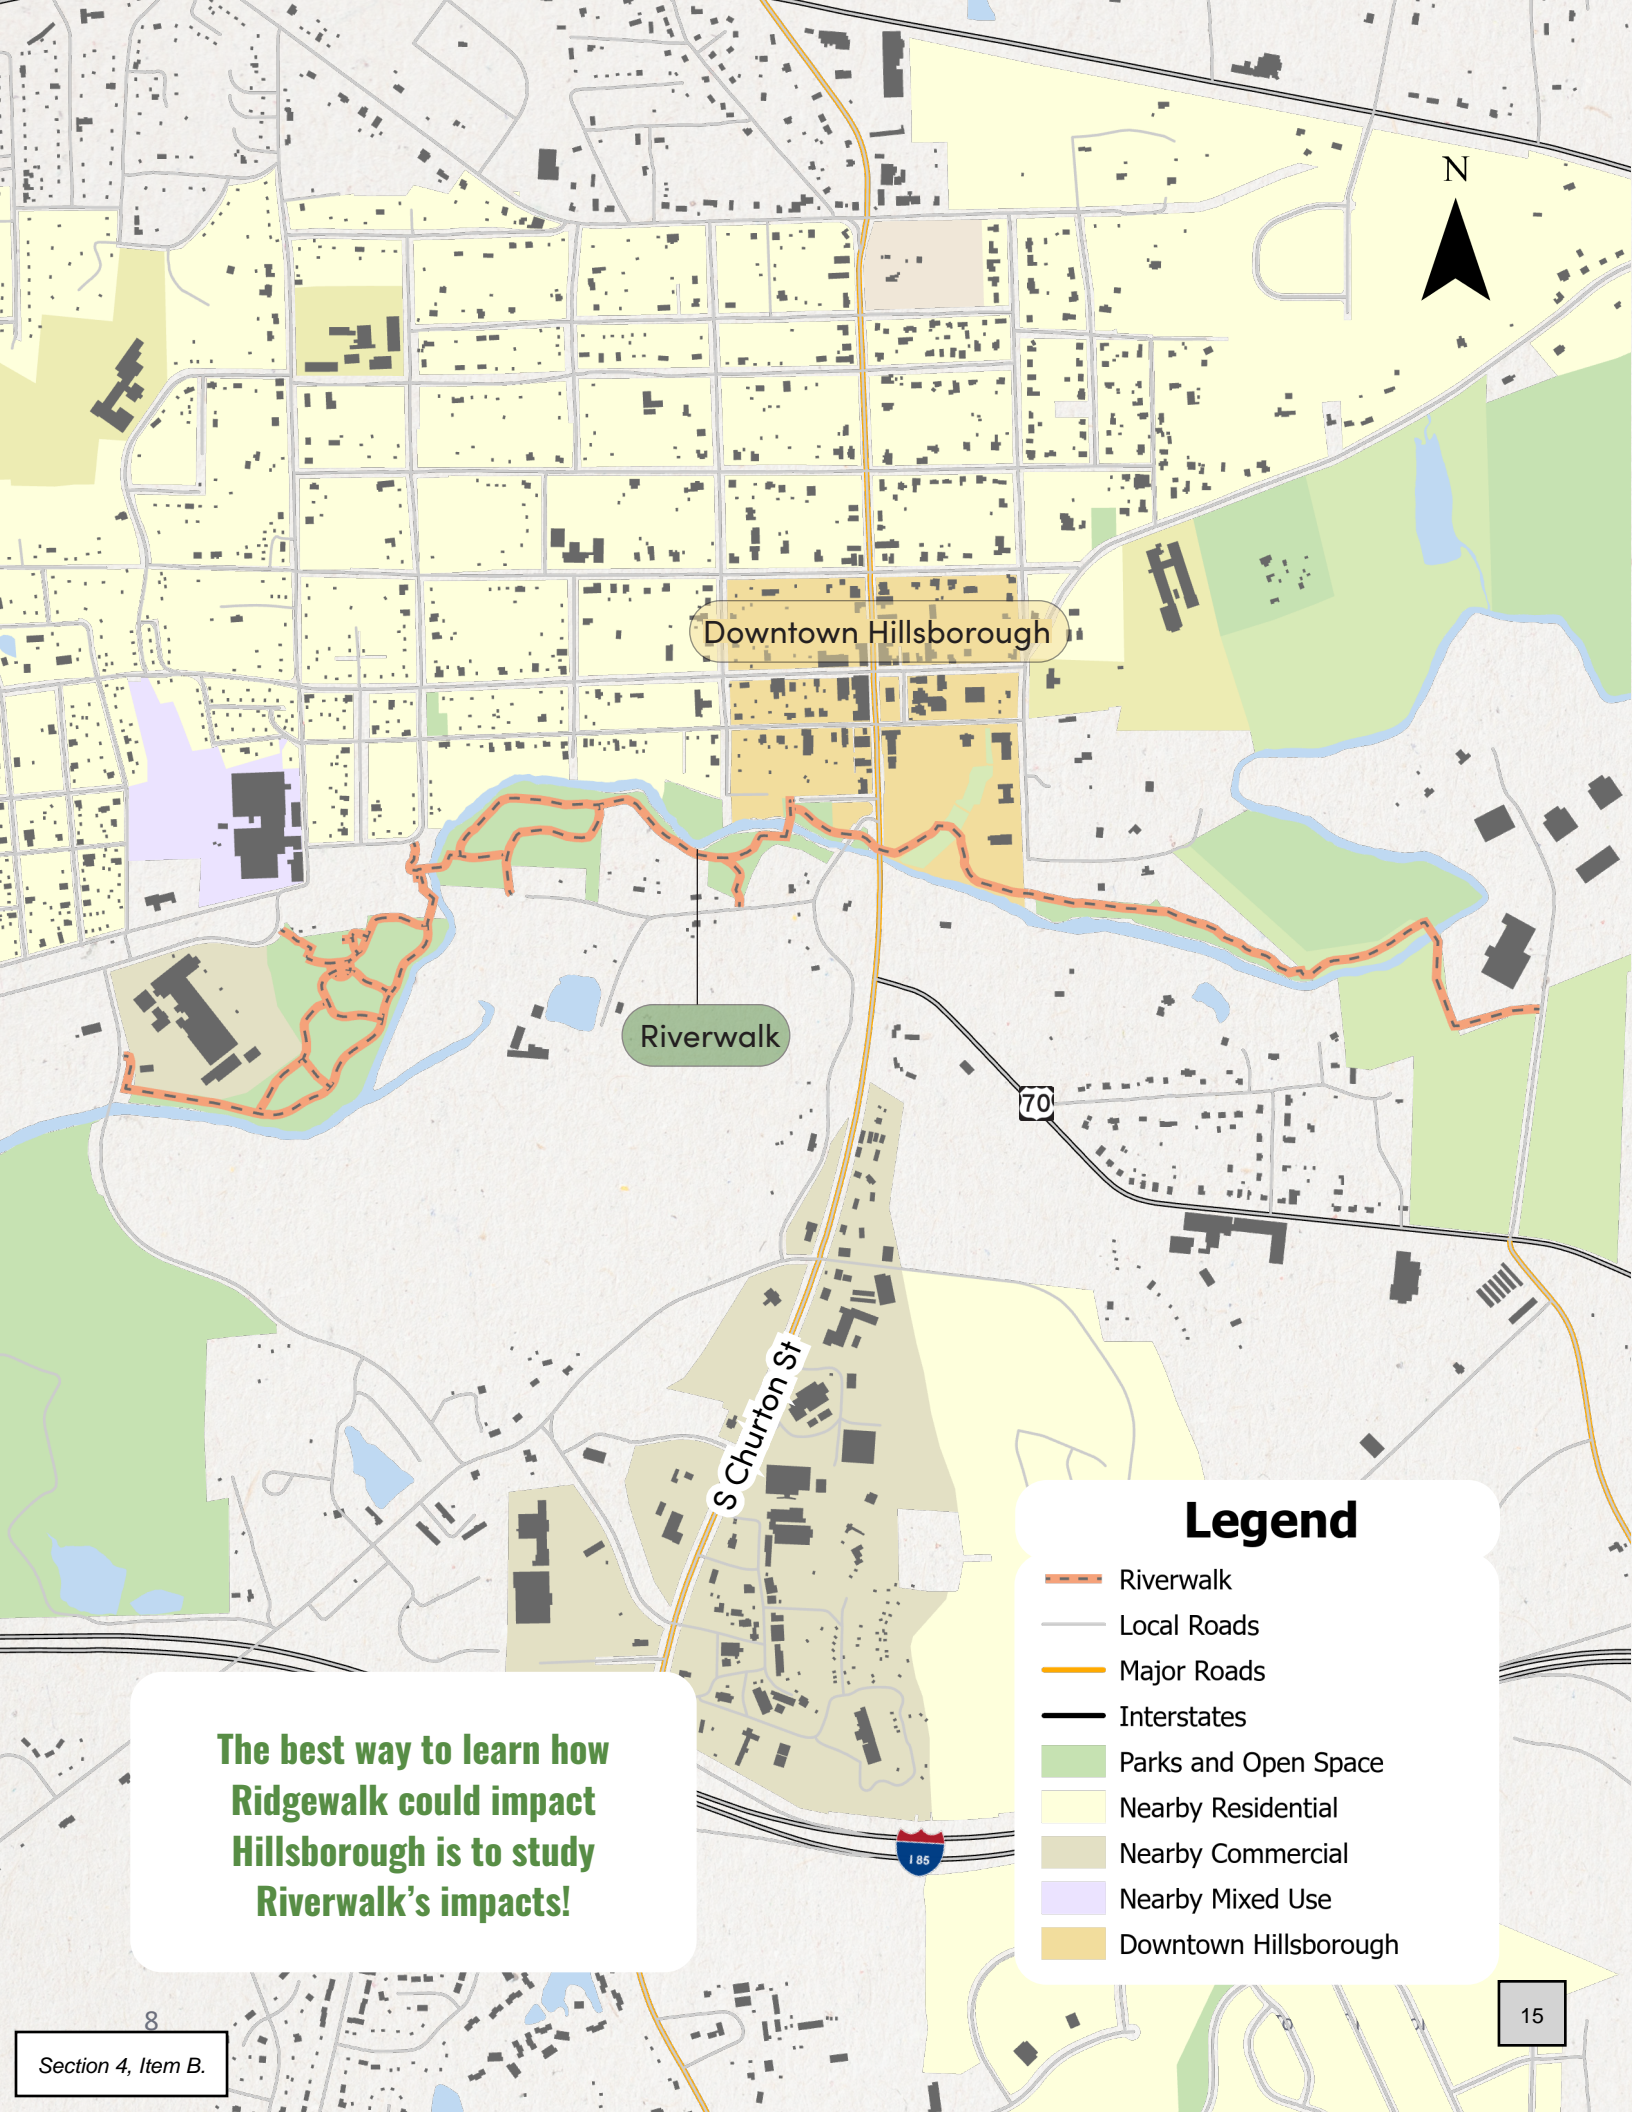 N
Downtown Hillsborough
Riverwalk
70
S Churton St
Legend
Riverwalk
Local Roads
Major Roads
Interstates
Parks and Open Space
Nearby Residential
Nearby Commercial
Nearby Mixed Use
Downtown Hillsborough
The best way to learn how
Ridgewalk could impact
Hillsborough is to study
Riverwalk's impacts!
I 85
8
15
Section 4, Item B.